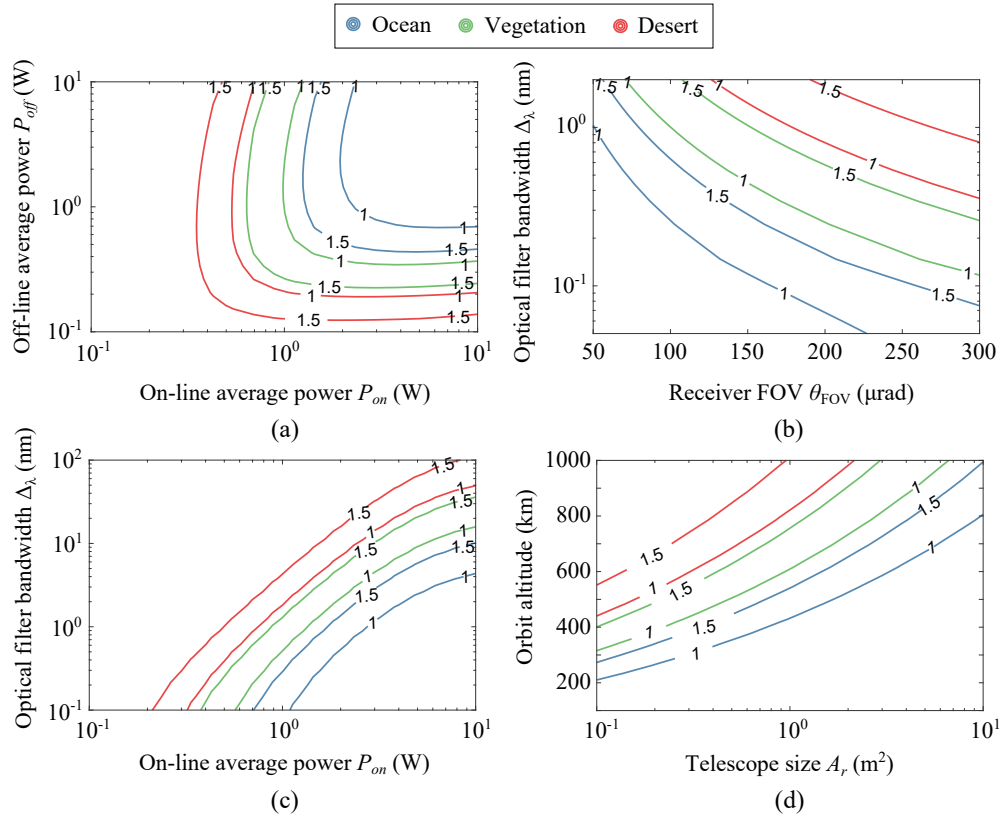 Ocean Vegetation Desert
10^1
10^0
10^-1
Off-line average power P_off (W)
1.5 1 1.5 1 1.5 1
1
1.5
1
1.5
1
1.5
10^-1 10^0 10^1
On-line average power P_on (W)
(a)
10^0
10^-1
Optical filter bandwidth Δ_λ (nm)
1.5 1 1.5 1 1.5
1
1
1.5
1
1.5
1
1.5
1
50 100 150 200 250 300
Receiver FOV θ_FOV (μrad)
(b)
10^2
10^1
10^0
10^-1
Optical filter bandwidth Δ_λ (nm)
1.5
1
1.5
1
1.5
1
1.5
1
1.5
1
1.5
1
10^-1 10^0 10^1
On-line average power P_on (W)
(c)
1000
800
600
400
200
Orbit altitude (km)
1
1.5
1
1.5
1
1.5
1
1.5
1
10^-1 10^0 10^1
Telescope size A_r (m^2)
(d)